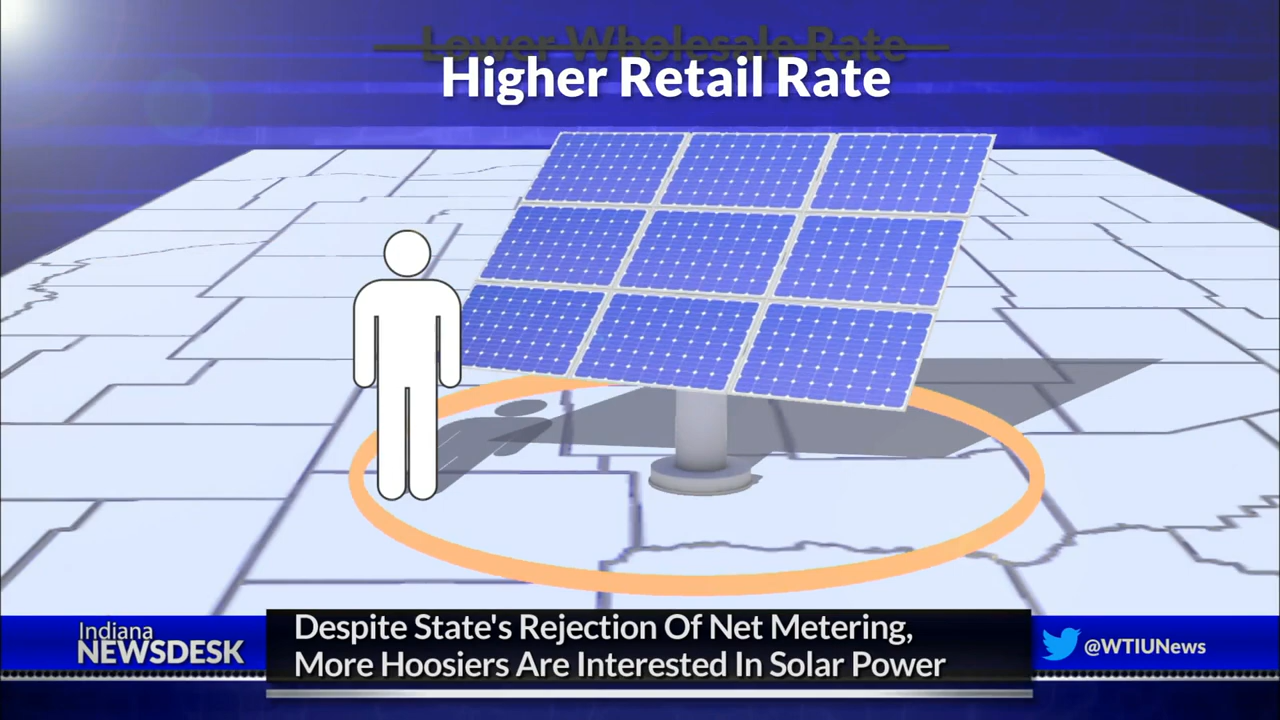 Lower Wholesale Rate
Higher Retail Rate
Indiana
NEWSDESK
Despite State's Rejection Of Net Metering,
More Hoosiers Are Interested In Solar Power
@WTIUNews